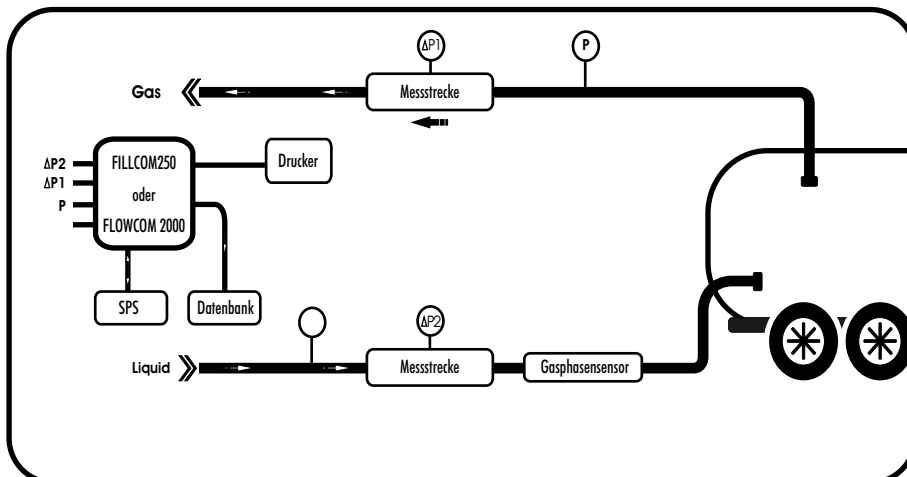 ΔP1
P
Gas
Messstrecke
ΔP2
ΔP1
P
FILLCOM250
oder
FLOWCOM 2000
Drucker
SPS
Datenbank
ΔP2
Liquid
Messstrecke
Gasphasensensor